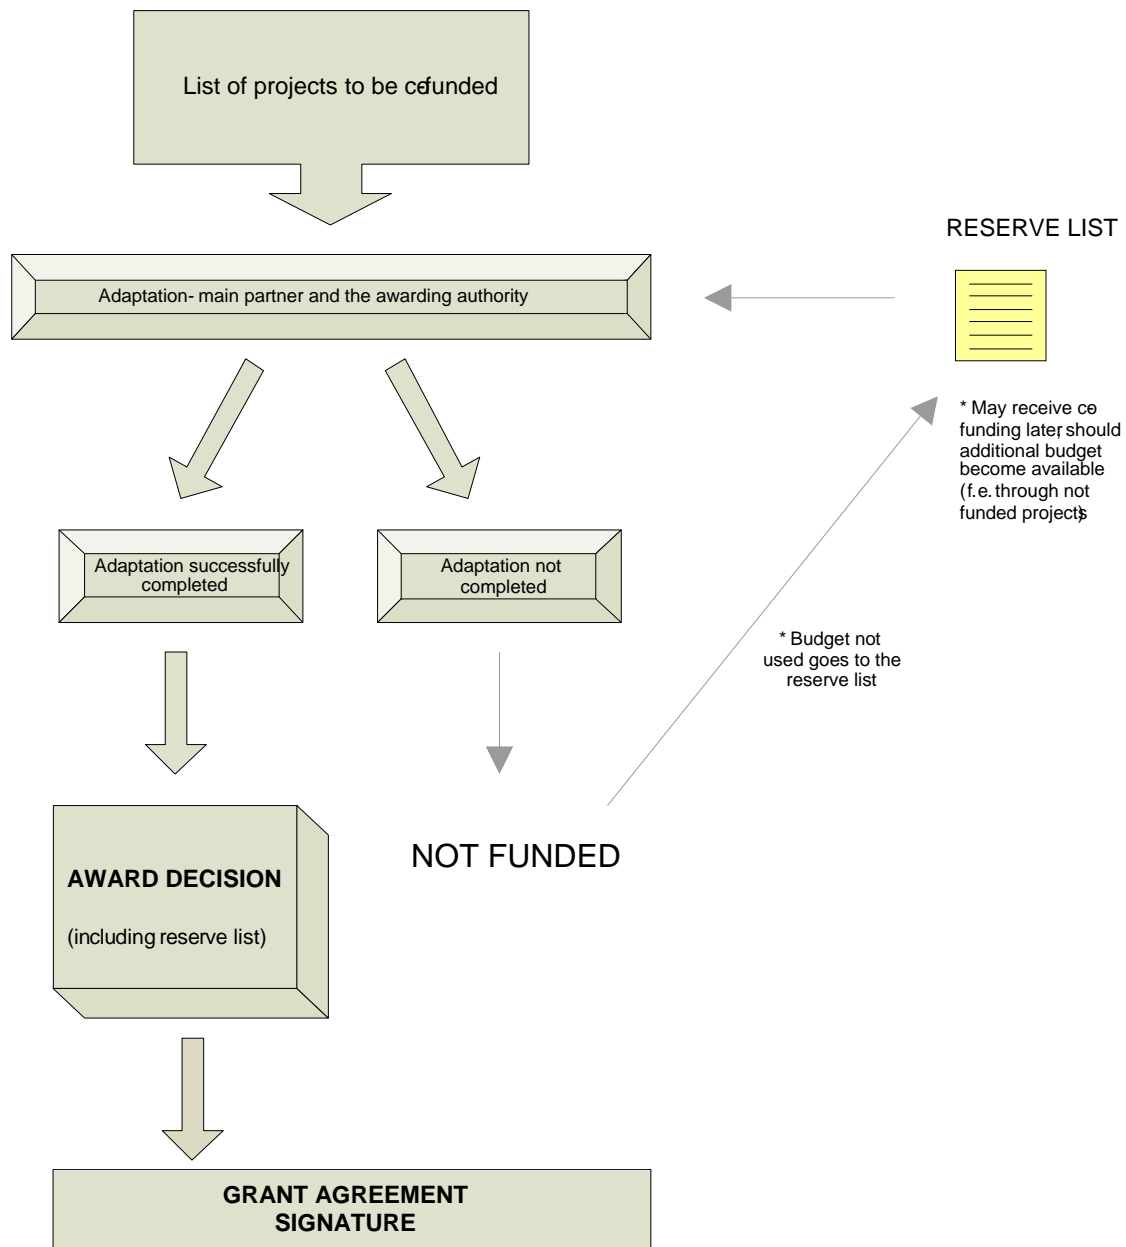 List of projects to be cofunded
RESERVE LIST
Adaptation- main partner and the awarding authority
* May receive co
funding later, should
additional budget
become available
(f.e. through not
funded projects)
Adaptation successfully
completed
Adaptation not
completed
* Budget not
used goes to the
reserve list
NOT FUNDED
AWARD DECISION
(including reserve list)
GRANT AGREEMENT
SIGNATURE